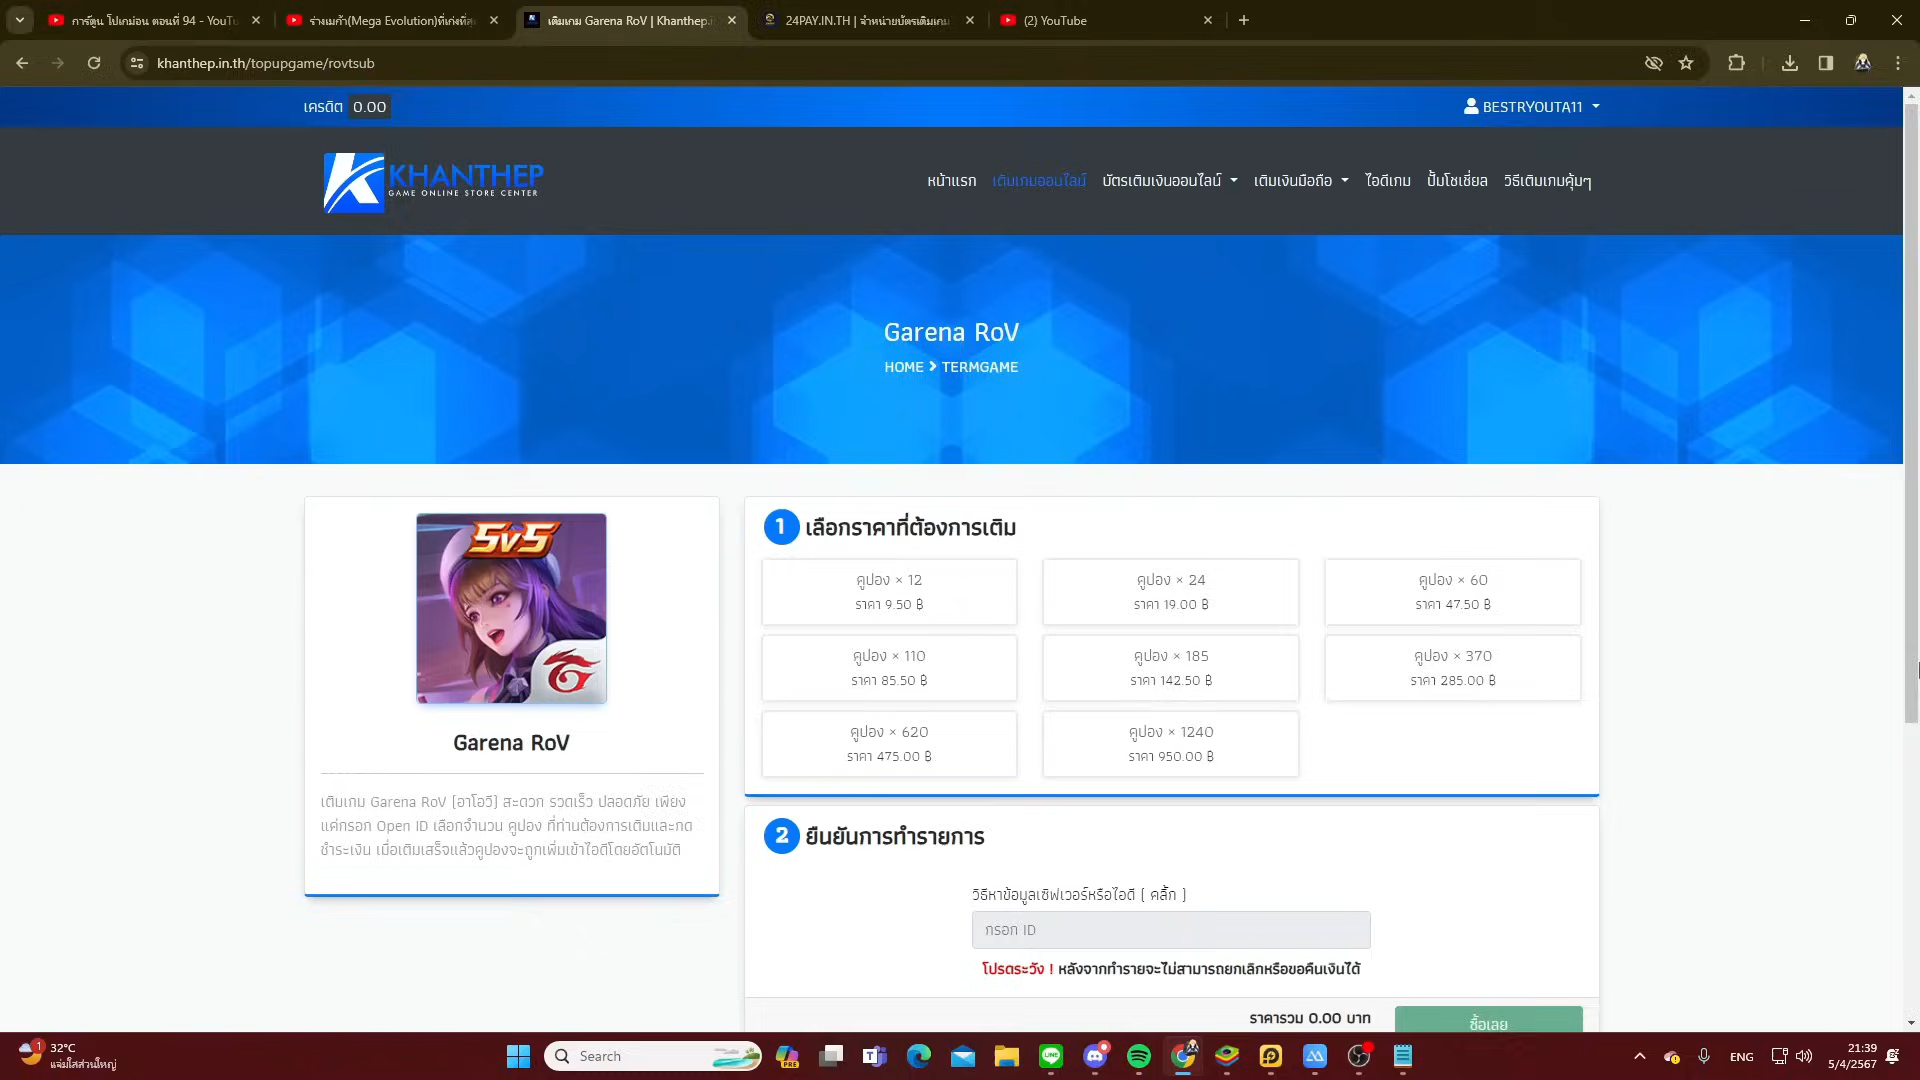 การ์ตูน โปเกม่อน ตอนที่ 94 - YouTu
ร่างเมก้า(Mega Evolution)ที่เก่งที่สุ
เติมเกม Garena RoV | Khanthep.i
24PAY.IN.TH | จำหน่ายบัตรเติมเกม
(2) YouTube
khanthep.in.th/topupgame/rovtsub
เครดิต 0.00
BESTRYOUTA11
KHANTHEP
GAME ONLINE STORE CENTER
หน้าแรก
เติมเกมออนไลน์
บัตรเติมเงินออนไลน์
เติมเงินมือถือ
ไอดีเกม
ปั้มโซเชี่ยล
วิธีเติมเกมคุ้มๆ
Garena RoV
HOME > TERMGAME
5v5
Garena RoV
เติมเกม Garena RoV (อาโอวี) สะดวก รวดเร็ว ปลอดภัย เพียง
แค่กรอก Open ID เลือกจำนวน คูปอง ที่ท่านต้องการเติมและกด
ชำระเงิน เมื่อเติมเสร็จแล้วคูปองจะถูกเพิ่มเข้าไอดีโดยอัตโนมัติ
1 เลือกราคาที่ต้องการเติม
คูปอง × 12
ราคา 9.50 ฿
คูปอง × 24
ราคา 19.00 ฿
คูปอง × 60
ราคา 47.50 ฿
คูปอง × 110
ราคา 85.50 ฿
คูปอง × 185
ราคา 142.50 ฿
คูปอง × 370
ราคา 285.00 ฿
คูปอง × 620
ราคา 475.00 ฿
คูปอง × 1240
ราคา 950.00 ฿
2 ยืนยันการทำรายการ
วิธีหาข้อมูลเซิฟเวอร์หรือไอดี ( คลิ้ก )
กรอก ID
โปรดระวัง ! หลังจากทำรายจะไม่สามารถยกเลิกหรือขอคืนเงินได้
ราคารวม 0.00 บาท
ซื้อเลย
1
32°C
แจ่มใสส่วนใหญ่
Search
PRE
LINE
ENG
21:39
5/4/2567